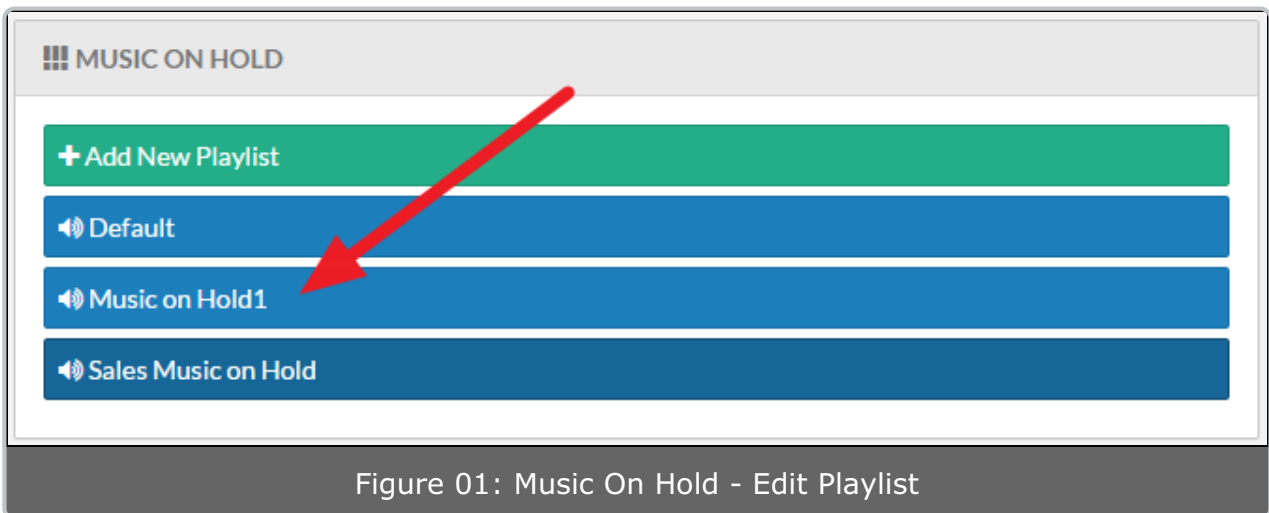 MUSIC ON HOLD
Add New Playlist
Default
Music on Hold1
Sales Music on Hold
Figure 01: Music On Hold - Edit Playlist